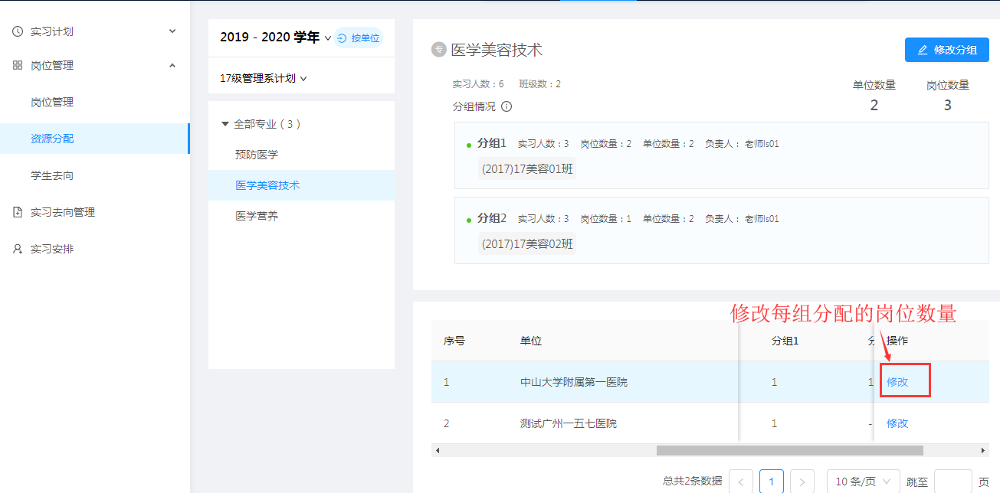 实习计划
岗位管理
岗位管理
资源分配
学生去向
实习去向管理
实习安排
2019 - 2020 学年
按单位
17级管理系计划
全部专业 ( 3 )
预防医学
医学美容技术
医学营养
专 医学美容技术
修改分组
实习人数：6 班级数：2
单位数量 岗位数量
2 3
分组情况
分组1 实习人数：3 岗位数量：2 单位数量：2 负责人： 老师ls01
(2017)17美容01班
分组2 实习人数：3 岗位数量：1 单位数量：2 负责人： 老师ls01
(2017)17美容02班
修改每组分配的岗位数量
序号 单位 分组1 分 操作
1 中山大学附属第一医院 1 1 修改
2 测试广州一五七医院 1 - 修改
总共2条数据 < 1 > 10 条/页 跳至 页